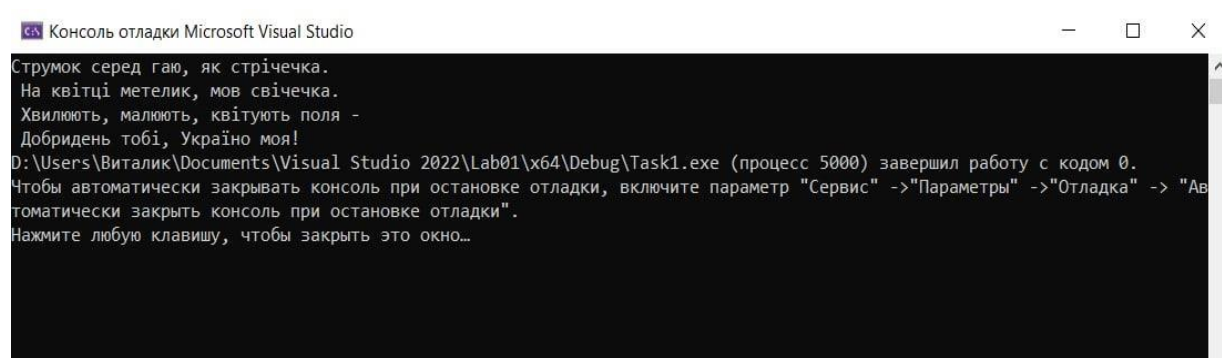 Консоль отладки Microsoft Visual Studio
Струмок серед гаю, як стрічечка.
На квітці метелик, мов свічечка.
Хвилюють, малюють, квітують поля -
Добридень тобі, Україно моя!
D:\Users\Виталик\Documents\Visual Studio 2022\Lab01\x64\Debug\Task1.exe (процесс 5000) завершил работу с кодом 0.
Чтобы автоматически закрывать консоль при остановке отладки, включите параметр "Сервис" ->"Параметры" ->"Отладка" -> "Ав
томатически закрыть консоль при остановке отладки".
Нажмите любую клавишу, чтобы закрыть это окно…